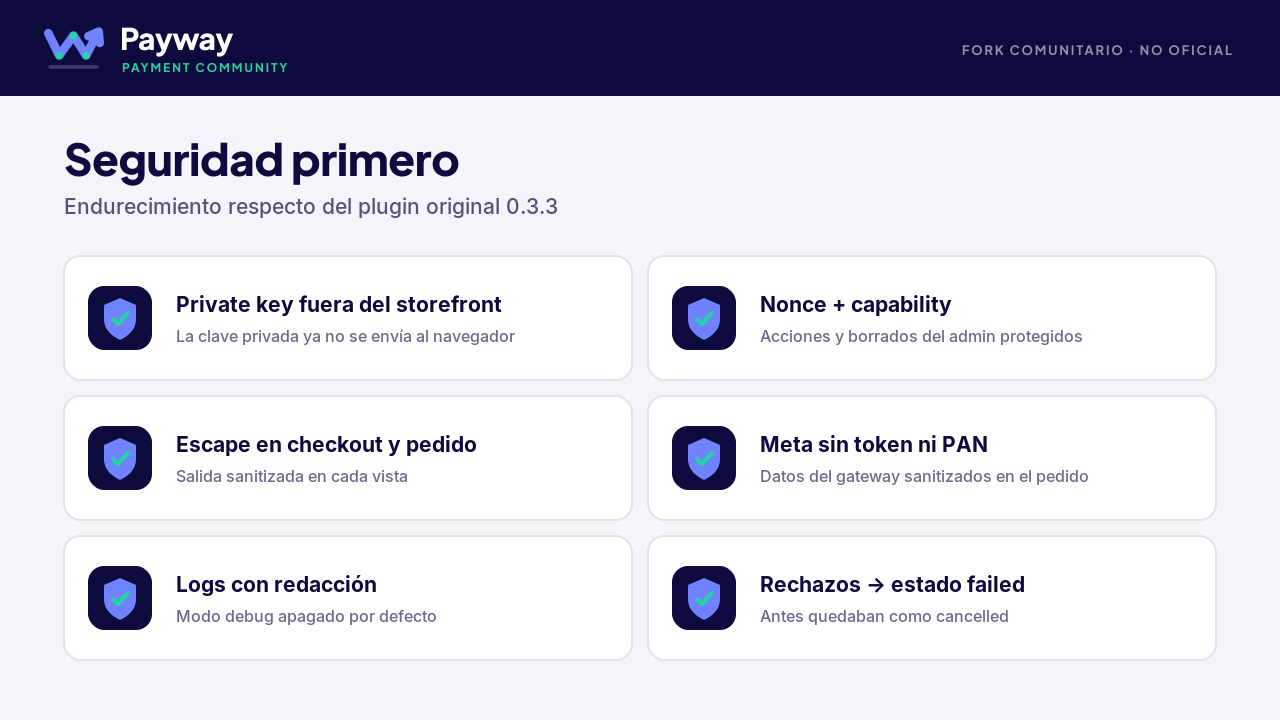 Payway
PAYMENT COMMUNITY
FORK COMUNITARIO · NO OFICIAL
Seguridad primero
Endurecimiento respecto del plugin original 0.3.3
Private key fuera del storefront
La clave privada ya no se envía al navegador
Nonce + capability
Acciones y borrados del admin protegidos
Escape en checkout y pedido
Salida sanitizada en cada vista
Meta sin token ni PAN
Datos del gateway sanitizados en el pedido
Logs con redacción
Modo debug apagado por defecto
Rechazos → estado failed
Antes quedaban como cancelled